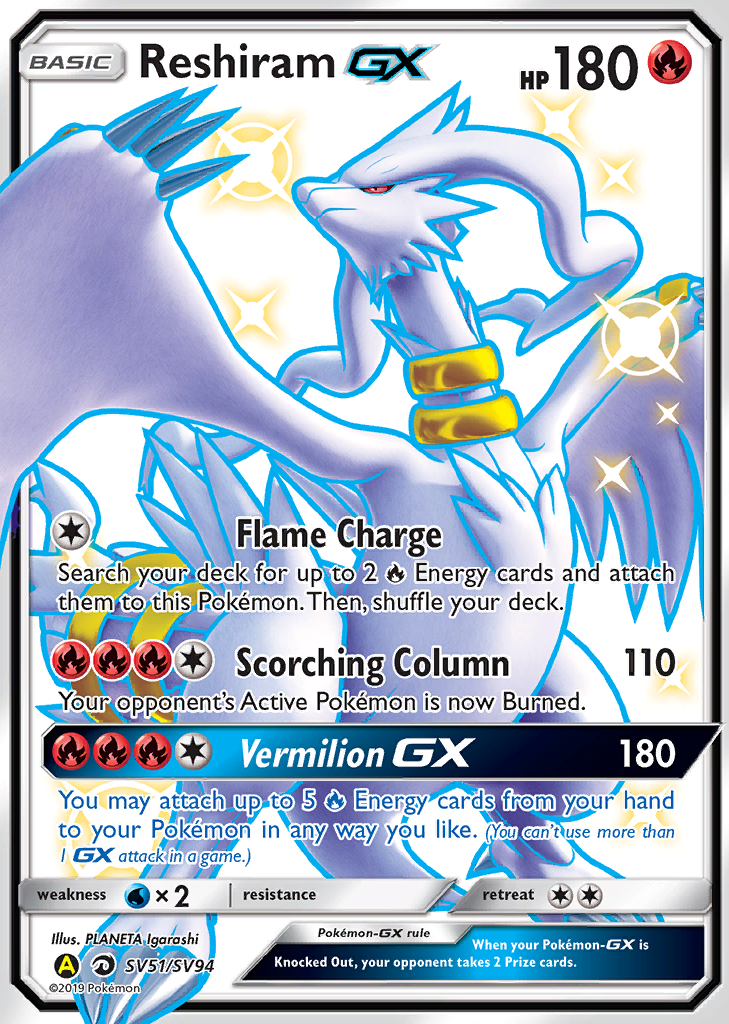 BASIC Reshiram GX HP 180
Flame Charge
Search your deck for up to 2 Energy cards and attach
them to this Pokémon. Then, shuffle your deck.
Scorching Column 110
Your opponent's Active Pokémon is now Burned.
Vermilion GX 180
You may attach up to 5 Energy cards from your hand
to your Pokémon in any way you like. (You can't use more than
1 GX attack in a game.)
weakness ×2 resistance retreat
Illus. PLANETA Igarashi
A SV51/SV94
©2019 Pokémon
Pokémon-GX rule
When your Pokémon-GX is
Knocked Out, your opponent takes 2 Prize cards.